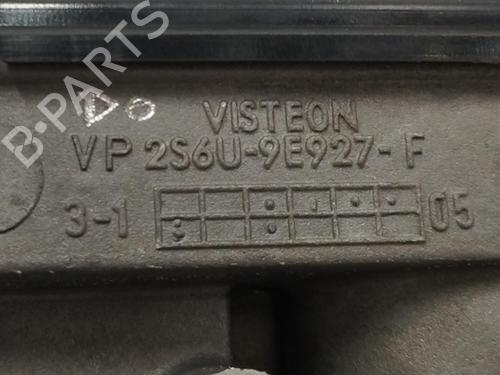 B-PARTS
VISTEON
VP 2S6U-9E927-F
3-1 05